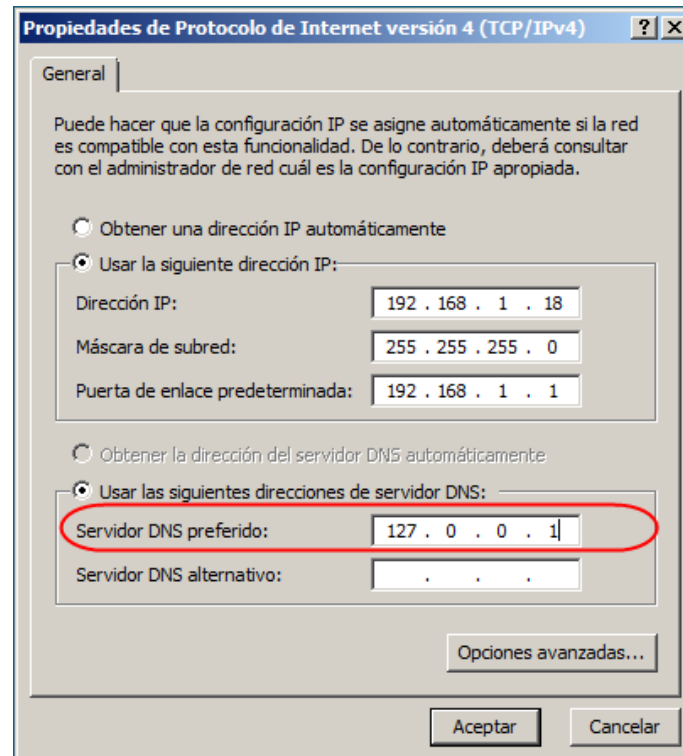 Propiedades de Protocolo de Internet versión 4 (TCP/IPv4)
General
Puede hacer que la configuración IP se asigne automáticamente si la red
es compatible con esta funcionalidad. De lo contrario, deberá consultar
con el administrador de red cuál es la configuración IP apropiada.
Obtener una dirección IP automáticamente
Usar la siguiente dirección IP:
Dirección IP: 192 . 168 . 1 . 18
Máscara de subred: 255 . 255 . 255 . 0
Puerta de enlace predeterminada: 192 . 168 . 1 . 1
Obtener la dirección del servidor DNS automáticamente
Usar las siguientes direcciones de servidor DNS:
Servidor DNS preferido: 127 . 0 . 0 . 1
Servidor DNS alternativo: . . .
Opciones avanzadas...
Aceptar Cancelar